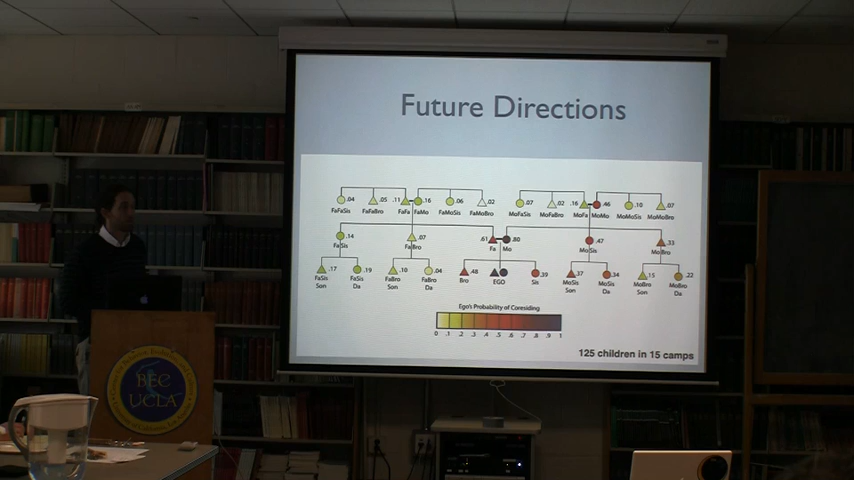 Future Directions
.04 .05 .11 .16 .06 .02 .07 .02 .16 .46 .10 .07
FaFaSis FaFaBro FaFa FaMo FaMoSis FaMoBro MoFaSis MoFaBro MoFa MoMo MoMoSis MoMoBro
.14 .07 .61 .80 .47 .33
FaSis FaBro Fa Mo MoSis MoBro
.17 .19 .10 .04 .48 .39 .37 .34 .15 .22
FaSis Son FaSis Da FaBro Son FaBro Da Bro EGO Sis MoSis Son MoSis Da MoBro Son MoBro Da
Ego's Probability of Coresiding
0 .1 .2 .3 .4 .5 .6 .7 .8 .9 1
125 children in 15 camps
BEC
UCLA